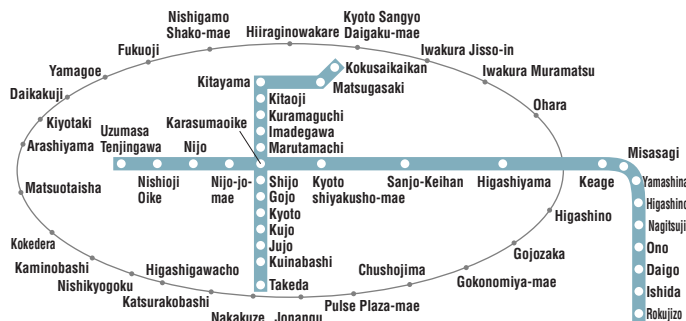 Nishigamo
Shako-mae
Hiiraginowakare
Kyoto Sangyo
Daigaku-mae
Fukuoji
Iwakura Jisso-in
Yamagoe
Kokusaikaikan
Iwakura Muramatsu
Daikakuji
Kitayama
Matsugasaki
Kitaoji
Ohara
Kiyotaki
Karasumaoike
Kuramaguchi
Uzumasa
Tenjingawa
Imadegawa
Arashiyama
Nijo
Marutamachi
Misasagi
Matsuotaisha
Nishioji
Oike
Nijo-jo-
mae
Shijo
Kyoto
shiyakusho-mae
Sanjo-Keihan
Higashiyama
Keage
Yamashina
Gojo
Higashino
Kyoto
Higashino
Nagitsuji
Kokedera
Kujo
Gojozaka
Jujo
Ono
Kaminobashi
Higashigawacho
Kuinabashi
Chushojima
Daigo
Nishikyogoku
Takeda
Gokonomiya-mae
Ishida
Katsurakobashi
Pulse Plaza-mae
Rokujizo
Nakakuze
Jonangu